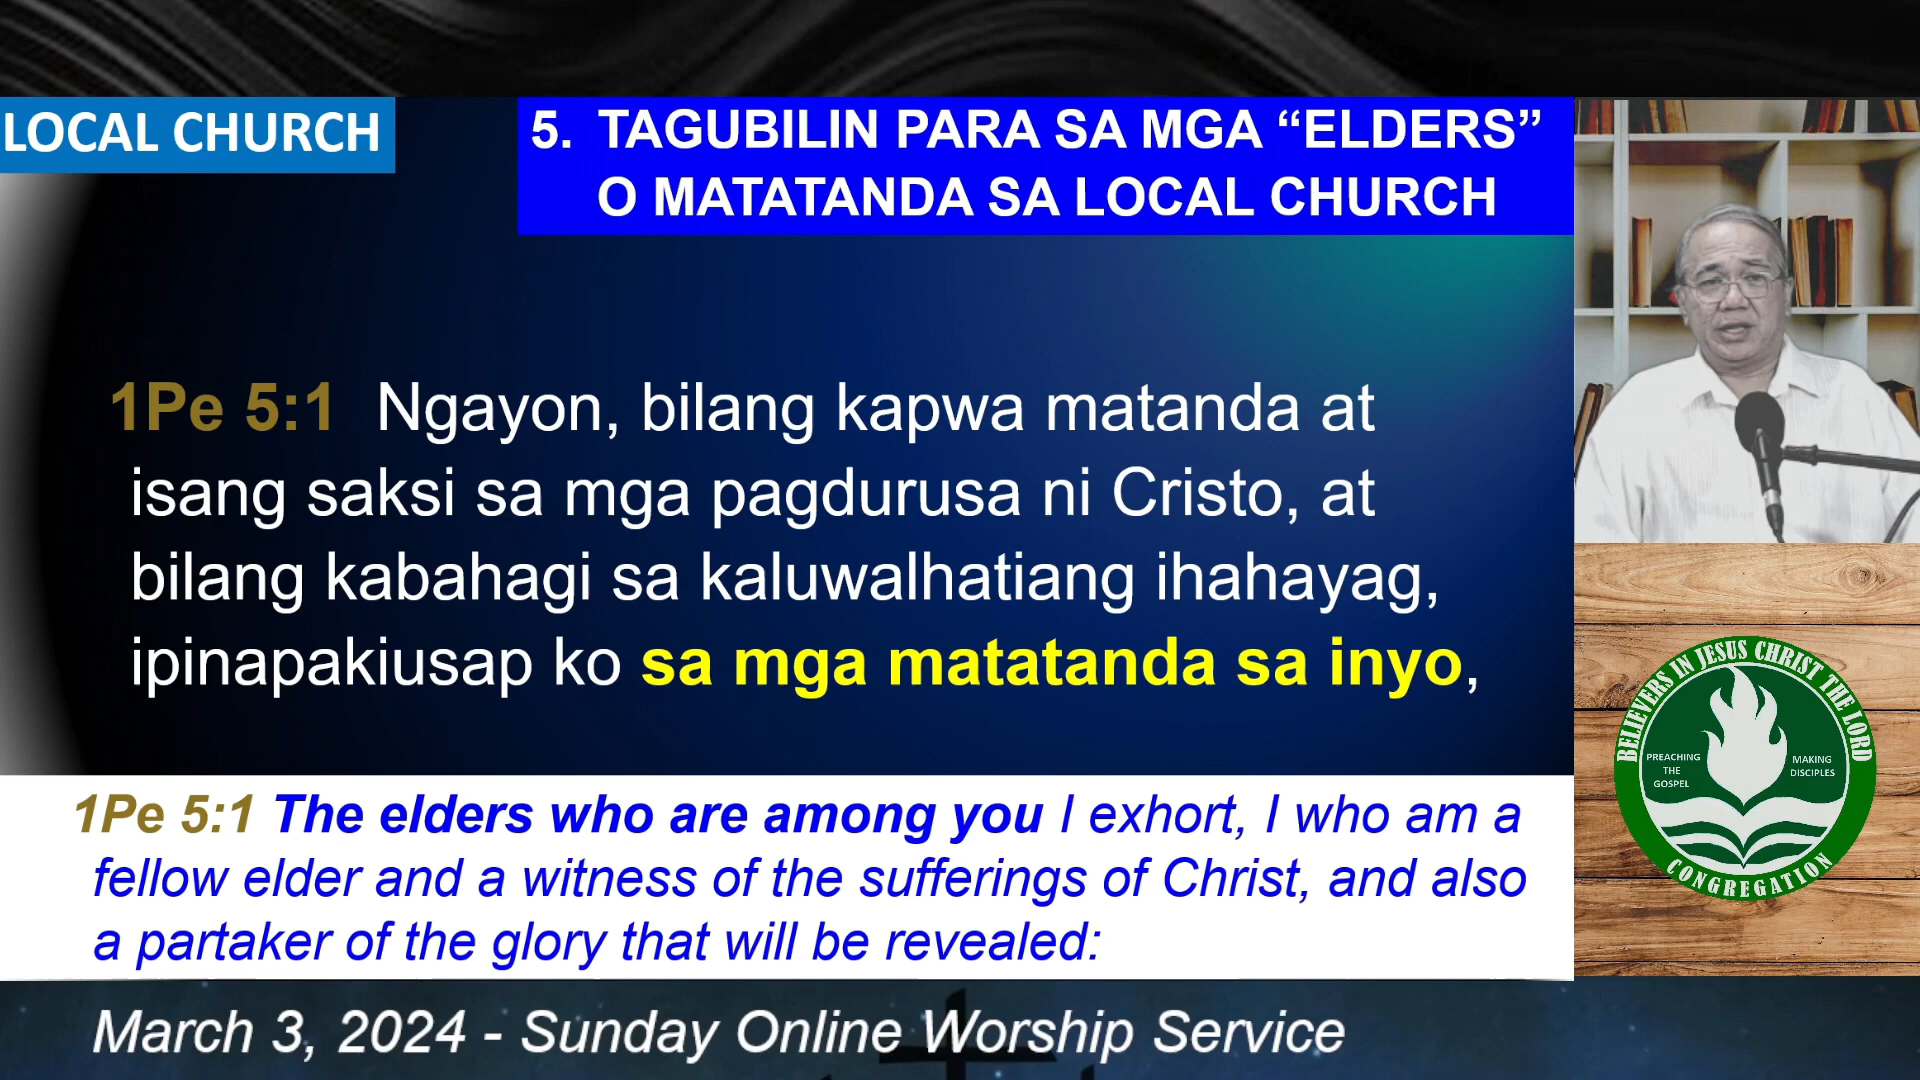 LOCAL CHURCH
5. TAGUBILIN PARA SA MGA “ELDERS”
O MATATANDA SA LOCAL CHURCH
1Pe 5:1 Ngayon, bilang kapwa matanda at
isang saksi sa mga pagdurusa ni Cristo, at
bilang kabahagi sa kaluwalhatiang ihahayag,
ipinapakiusap ko sa mga matatanda sa inyo,
1Pe 5:1 The elders who are among you I exhort, I who am a
fellow elder and a witness of the sufferings of Christ, and also
a partaker of the glory that will be revealed:
BELIEVERS IN JESUS CHRIST THE LORD
PREACHING
THE
GOSPEL
MAKING
DISCIPLES
CONGREGATION
March 3, 2024 - Sunday Online Worship Service